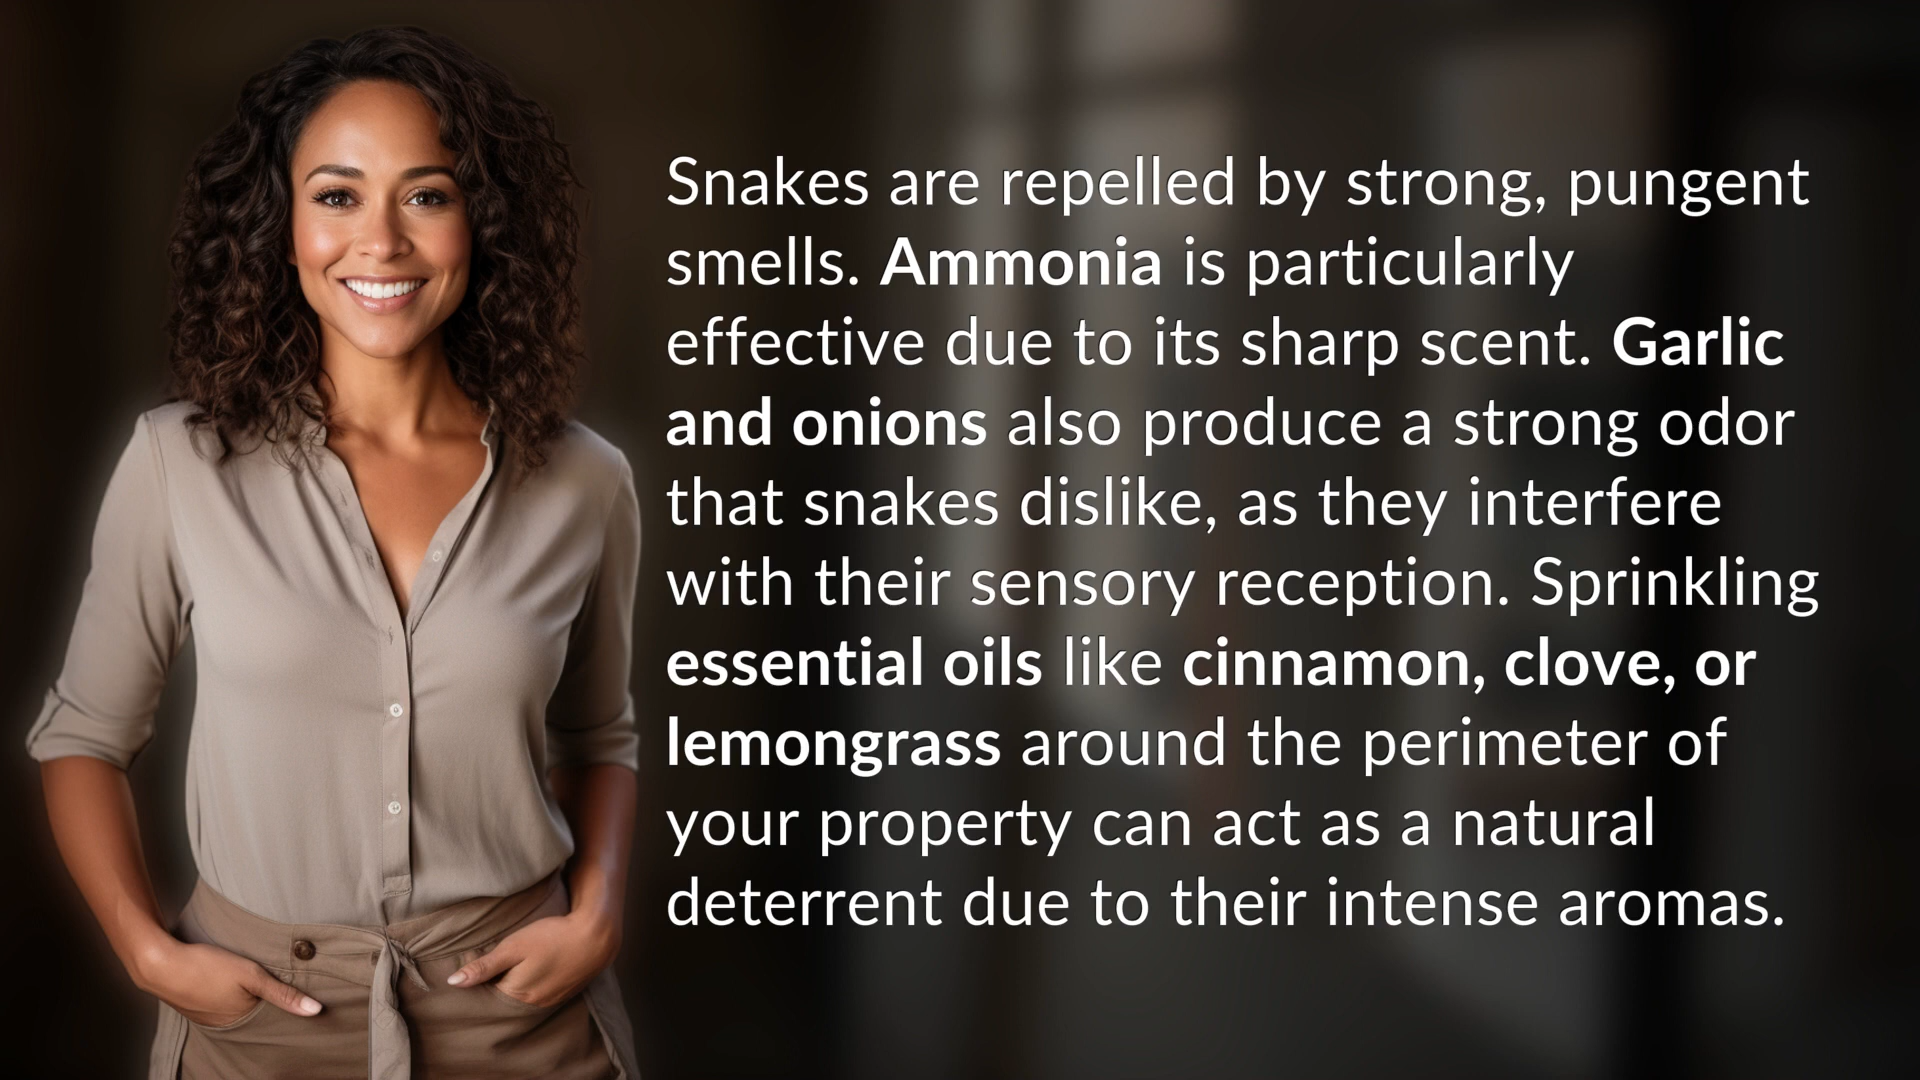 Snakes are repelled by strong, pungent
smells. Ammonia is particularly
effective due to its sharp scent. Garlic
and onions also produce a strong odor
that snakes dislike, as they interfere
with their sensory reception. Sprinkling
essential oils like cinnamon, clove, or
lemongrass around the perimeter of
your property can act as a natural
deterrent due to their intense aromas.